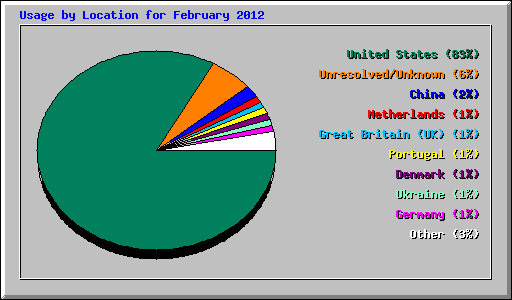 Usage by Location for February 2012
United States (83%)
Unresolved/Unknown (6%)
China (2%)
Netherlands (1%)
Great Britain (UK) (1%)
Portugal (1%)
Denmark (1%)
Ukraine (1%)
Germany (1%)
Other (3%)